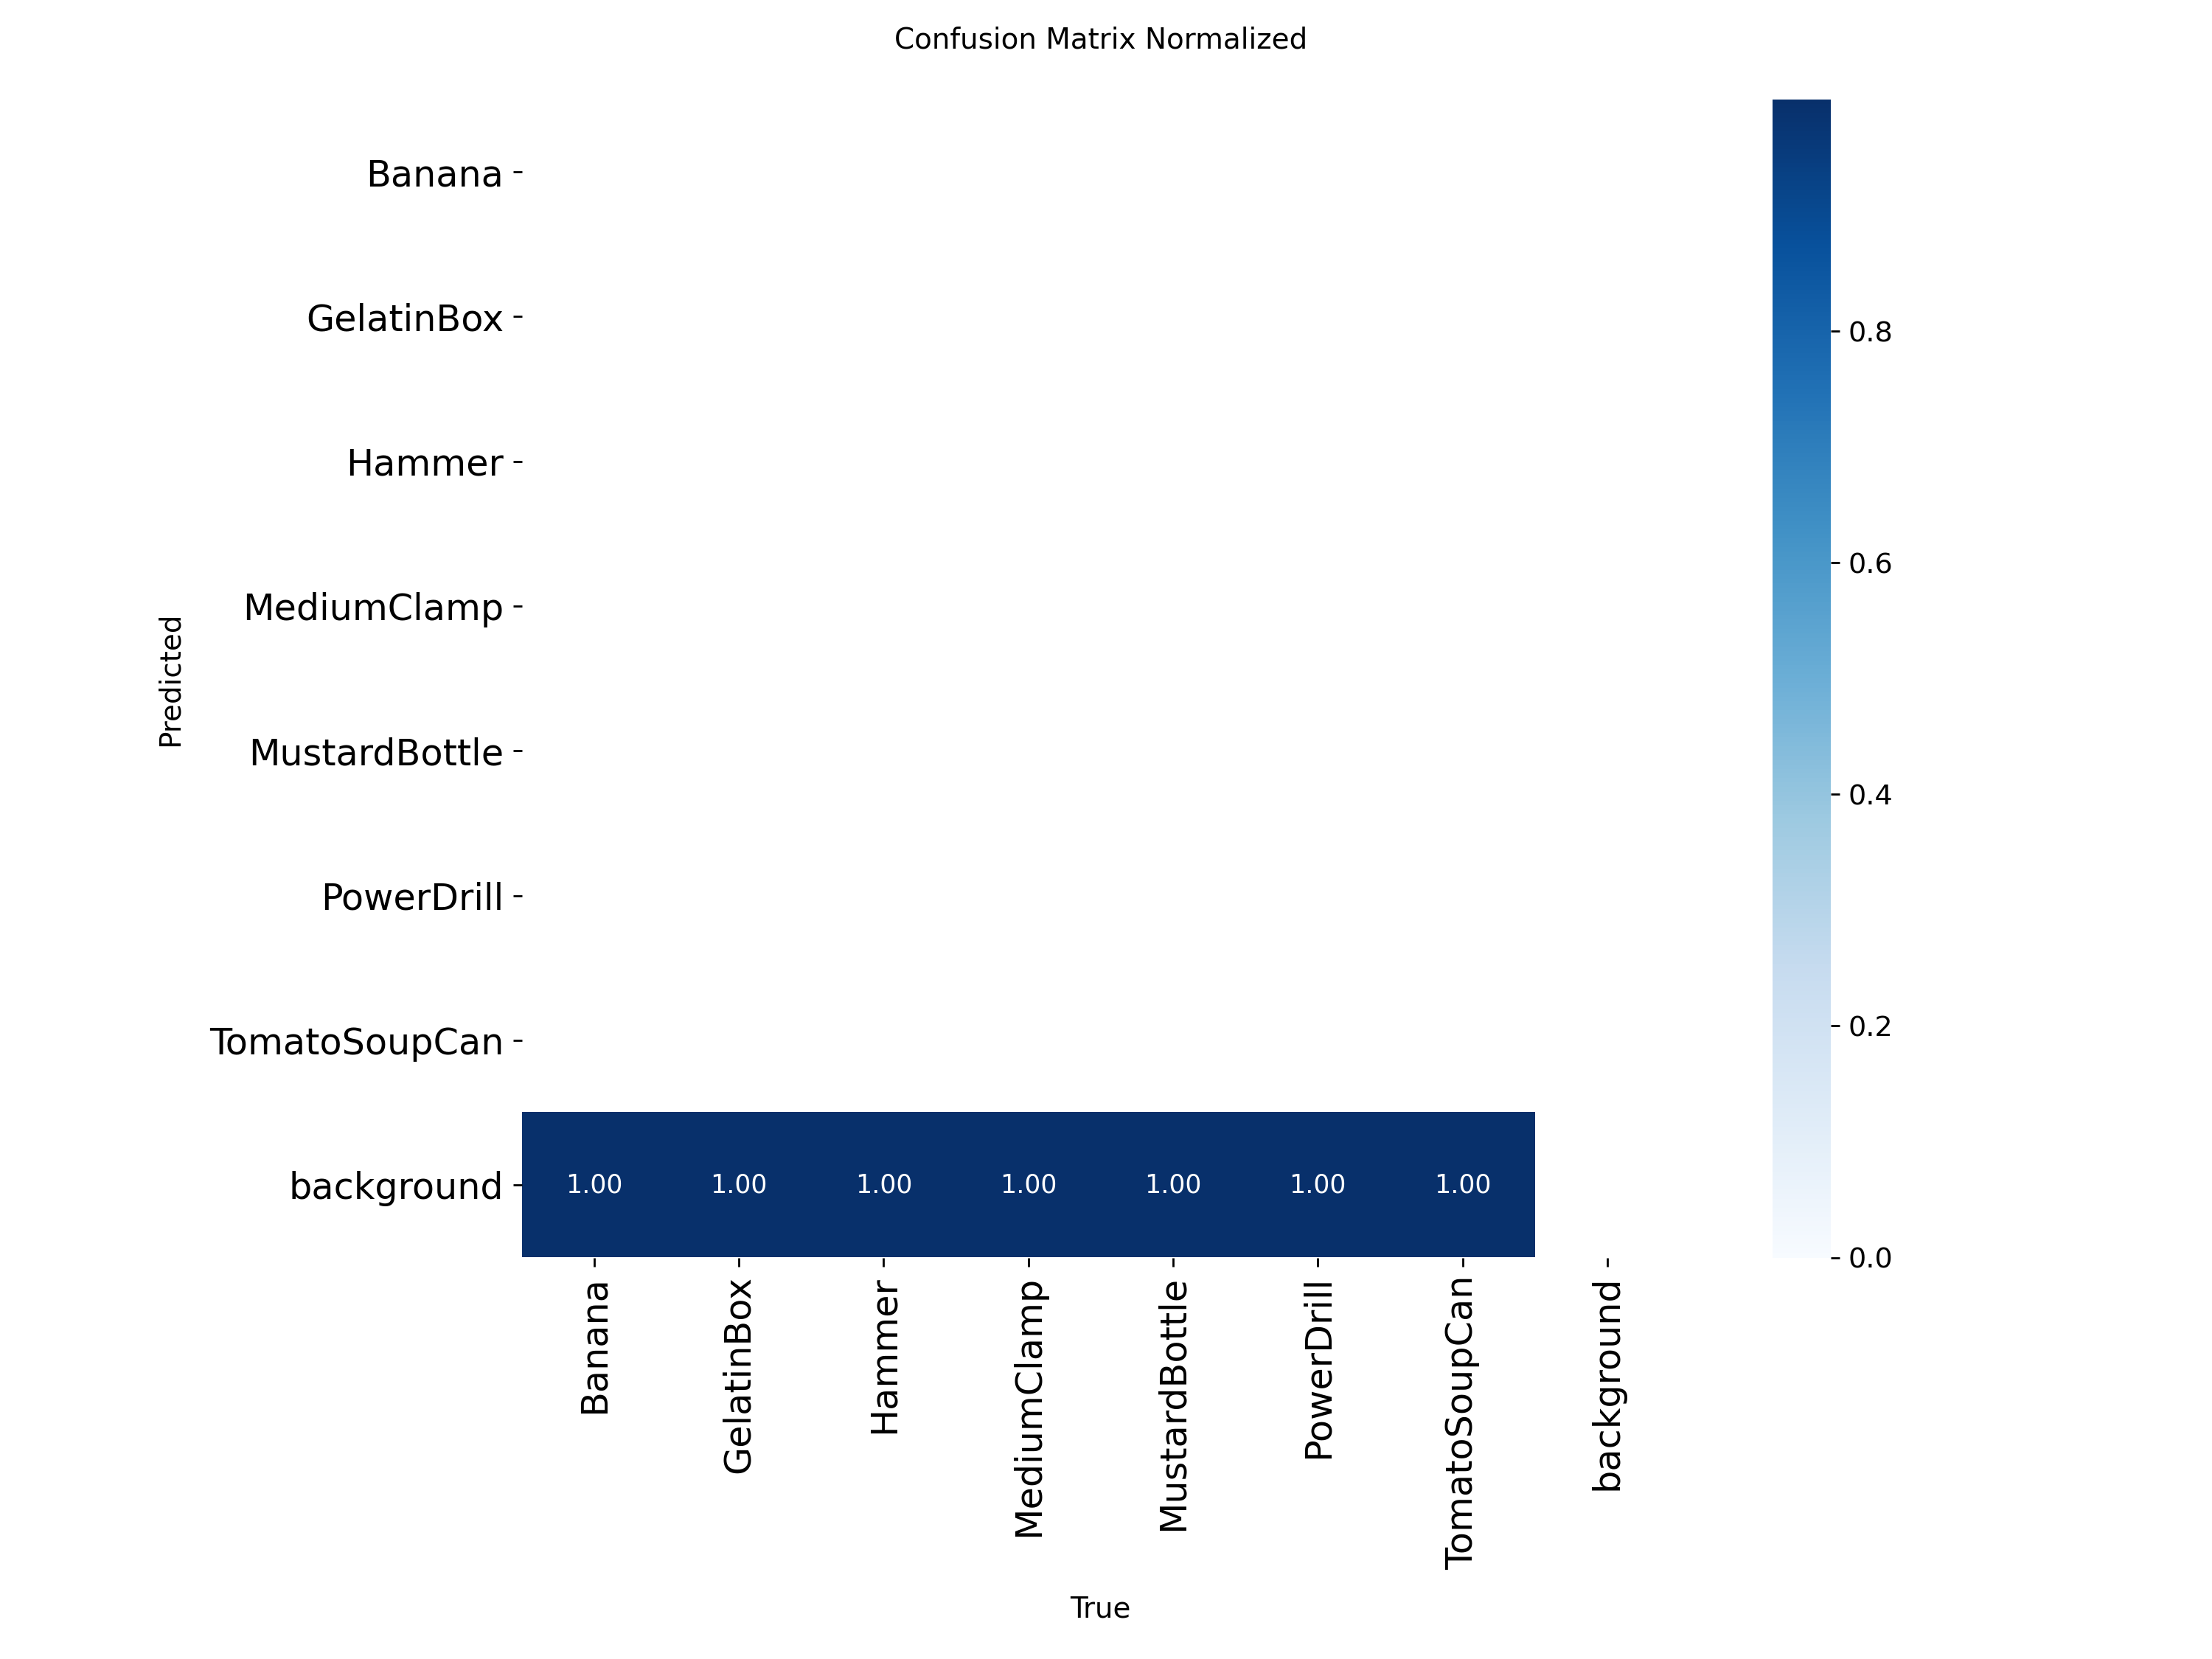 Confusion Matrix Normalized
Predicted
Banana
GelatinBox
Hammer
MediumClamp
MustardBottle
PowerDrill
TomatoSoupCan
background
1.00 1.00 1.00 1.00 1.00 1.00 1.00
Banana
GelatinBox
Hammer
MediumClamp
MustardBottle
PowerDrill
TomatoSoupCan
background
True
0.8
0.6
0.4
0.2
0.0